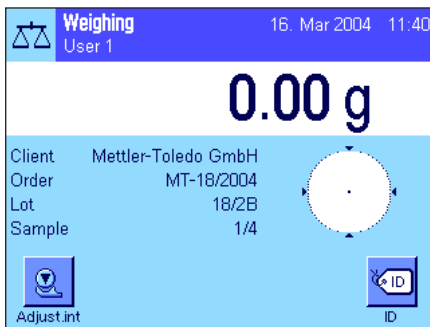 Weighing 16. Mar 2004 11:40
User 1
0.00 g
Client Mettler-Toledo GmbH
Order MT-18/2004
Lot 18/2B
Sample 1/4
ID
Adjust.int ID